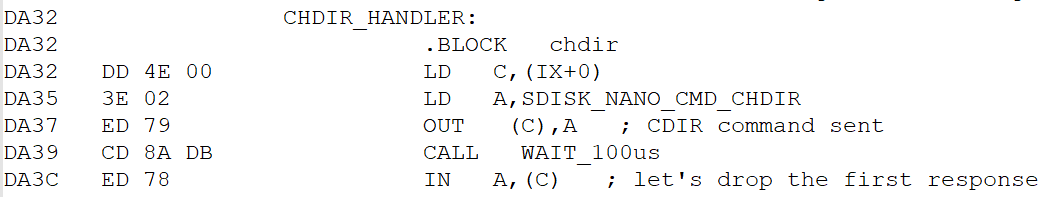 DA32 CHDIR_HANDLER:
DA32 .BLOCK chdir
DA32 DD 4E 00 LD C,(IX+0)
DA35 3E 02 LD A,SDISK_NANO_CMD_CHDIR
DA37 ED 79 OUT (C),A ; CDIR command sent
DA39 CD 8A DB CALL WAIT_100us
DA3C ED 78 IN A,(C) ; let's drop the first response